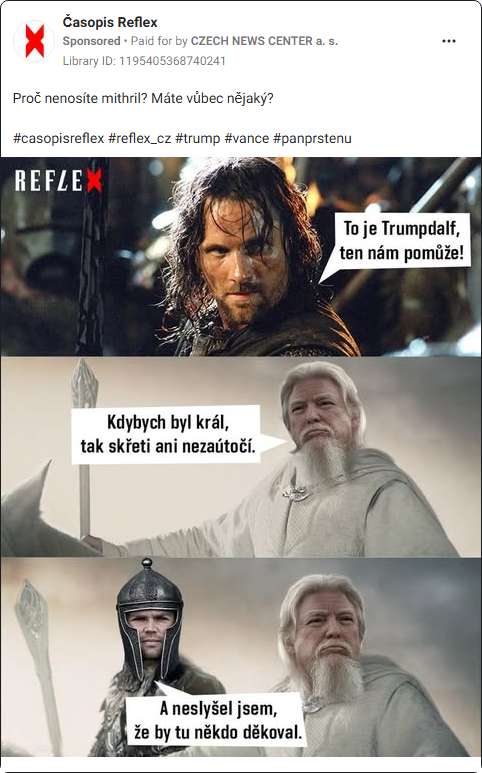 Časopis Reflex
Sponsored • Paid for by CZECH NEWS CENTER a. s.
Library ID: 1195405368740241
Proč nenosíte mithril? Máte vůbec nějaký?
#casopisreflex #reflex_cz #trump #vance #panprstenu
REFLEX
To je Trumpdalf,
ten nám pomůže!
Kdybych byl král,
tak skřeti ani nezaútočí.
A neslyšel jsem,
že by tu někdo děkoval.